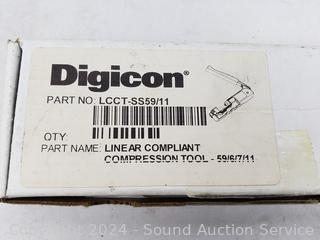 Digicon®
PART NO: LCCT-SS59/11
QTY:
PART NAME: LINEAR COMPLIANT
COMPRESSION TOOL - 59/6/7/11
Copyright 2024 - Sound Auction Service